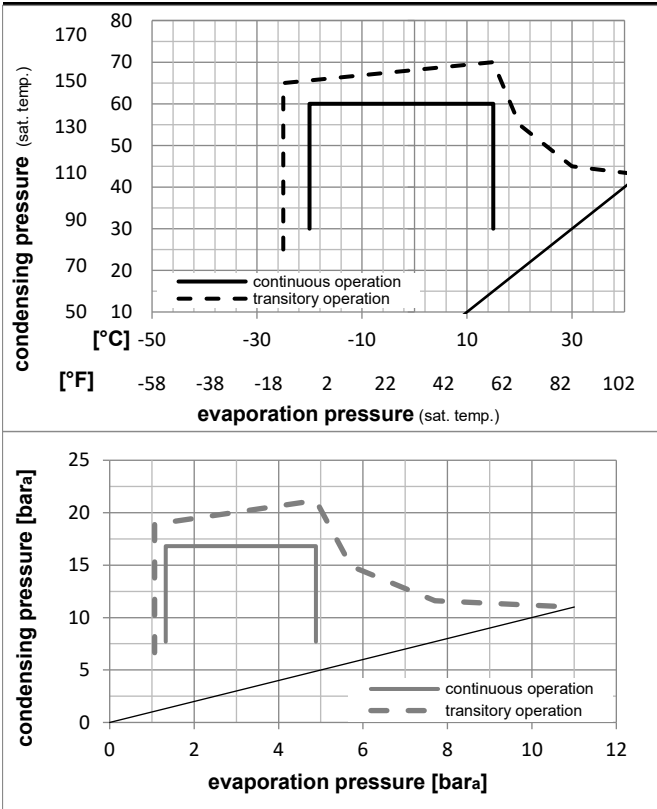 condensing pressure (sat. temp.)
170 80
150 70
60
130 50
110 40
90 30
70 20
50 10
continuous operation
transitory operation
[°C] -50 -30 -10 10 30
[°F] -58 -38 -18 2 22 42 62 82 102
evaporation pressure (sat. temp.)
condensing pressure [bara]
25
20
15
10
5
0
continuous operation
transitory operation
0 2 4 6 8 10 12
evaporation pressure [bara]